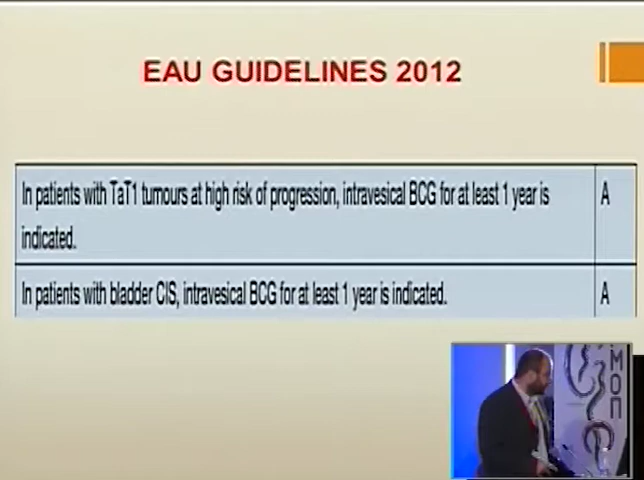 EAU GUIDELINES 2012
In patients with TaT1 tumours at high risk of progression, intravesical BCG for at least 1 year is
indicated.
A
In patients with bladder CIS, intravesical BCG for at least 1 year is indicated.
A
МОП